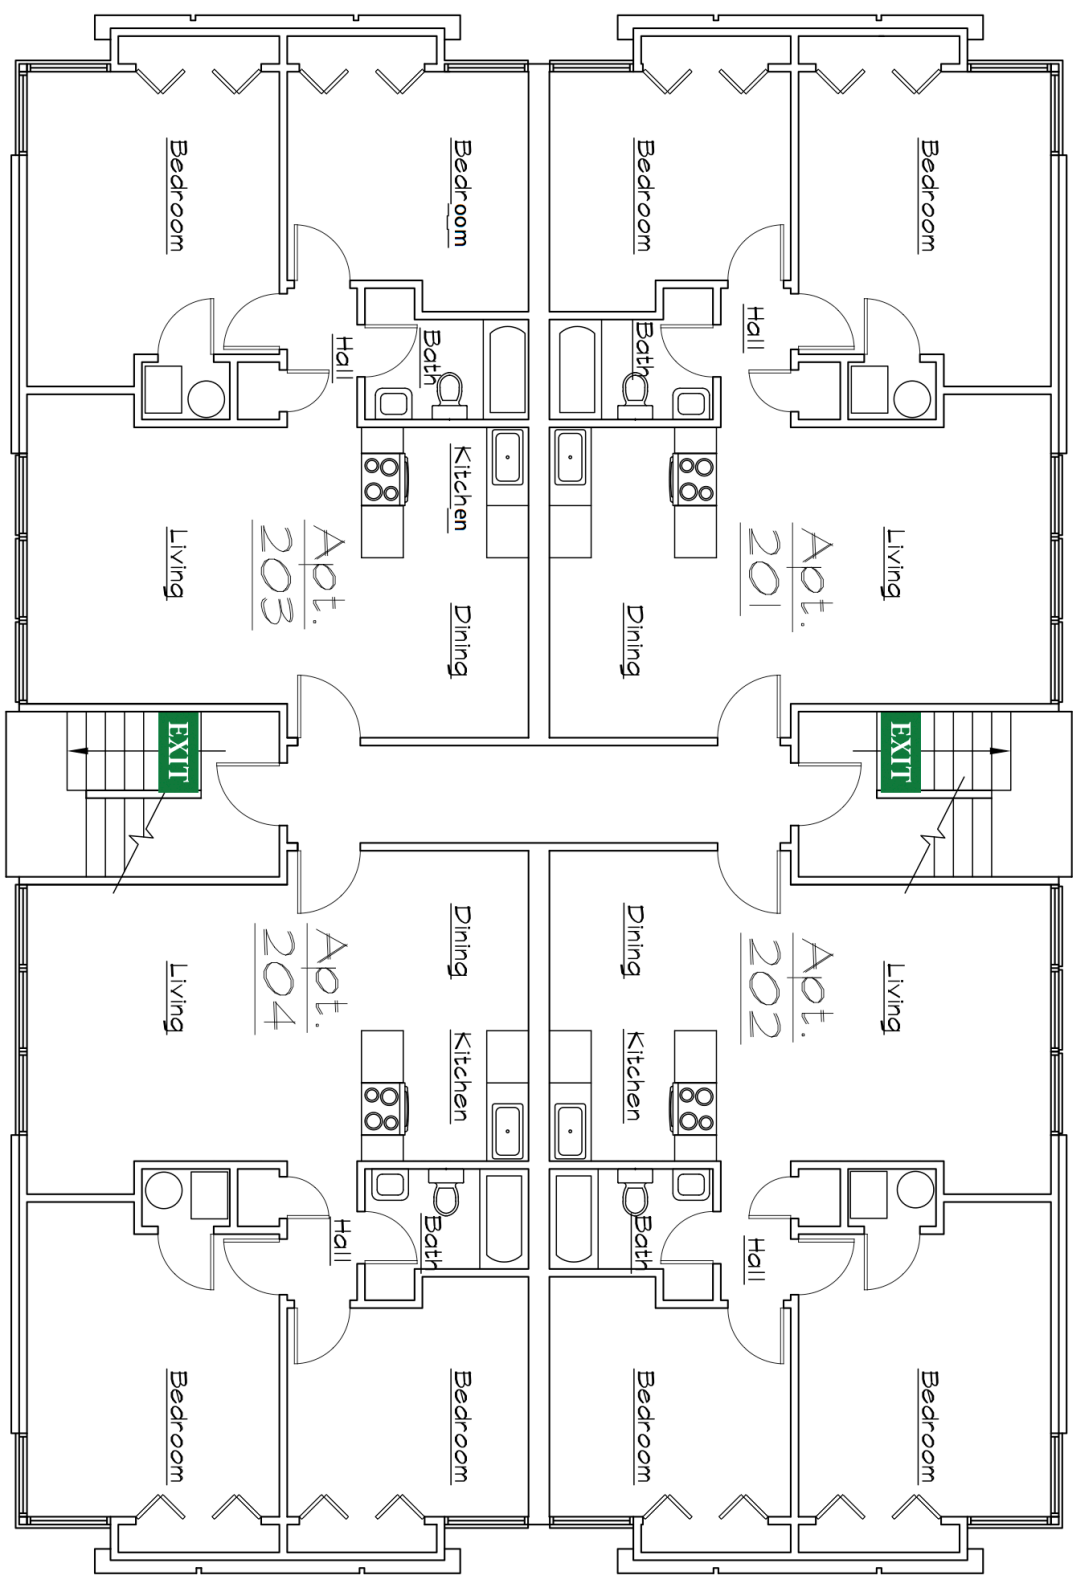 Bedroom
Bedroom
Bedroom
Bedroom
Hall
Bath
Bath
Hall
Kitchen
Living
Apt.
203
Dining
Dining
Apt.
201
Living
EXIT
EXIT
Living
Apt.
204
Dining
Dining
Apt.
202
Living
Kitchen
Kitchen
Hall
Bath
Bath
Hall
Bedroom
Bedroom
Bedroom
Bedroom